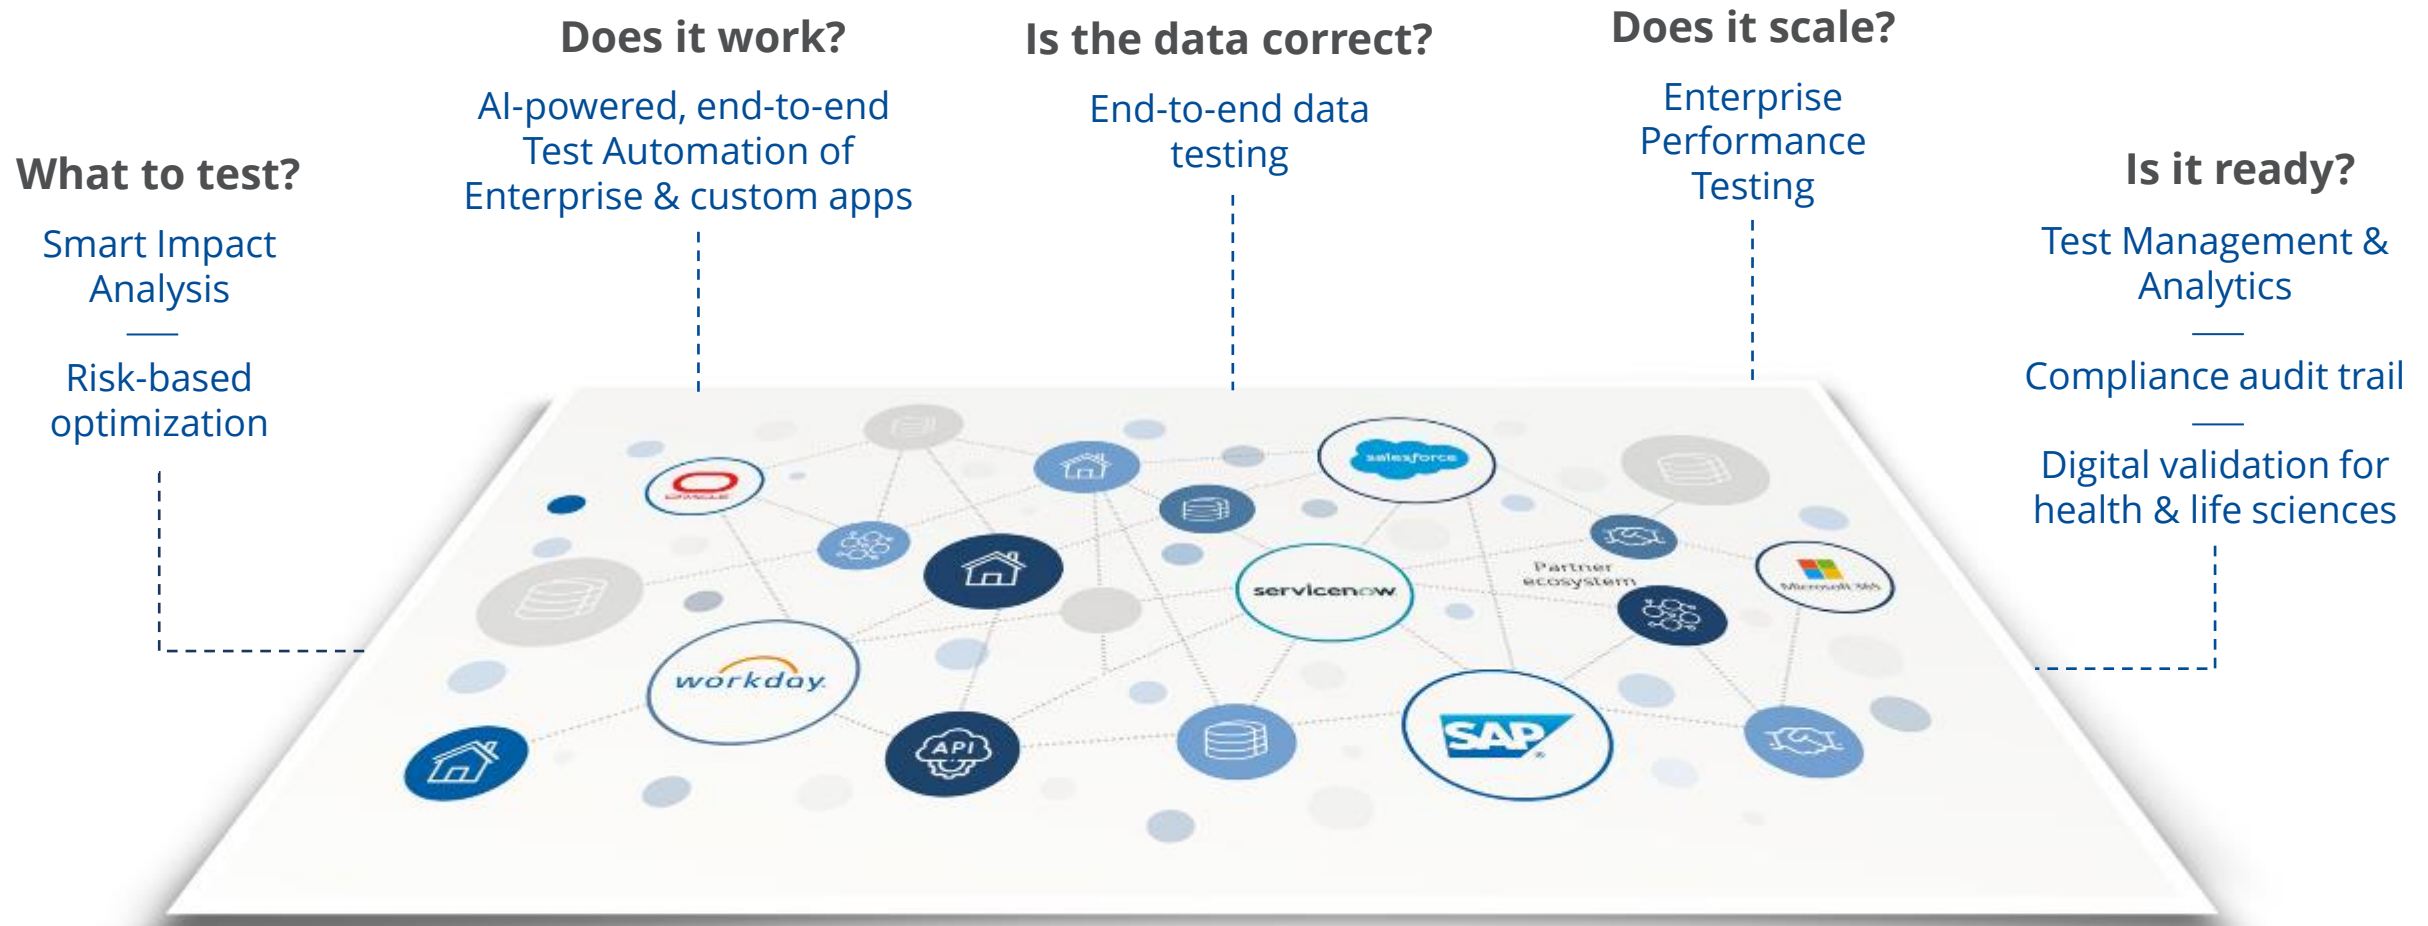 What to test?
Smart Impact
Analysis
Risk-based
optimization
Does it work?
AI-powered, end-to-end
Test Automation of
Enterprise & custom apps
Is the data correct?
End-to-end data
testing
Does it scale?
Enterprise
Performance
Testing
Is it ready?
Test Management &
Analytics
Compliance audit trail
Digital validation for
health & life sciences
ORACLE
salesforce
servicenow
Partner
ecosystem
Microsoft 365
workday.
API
SAP®